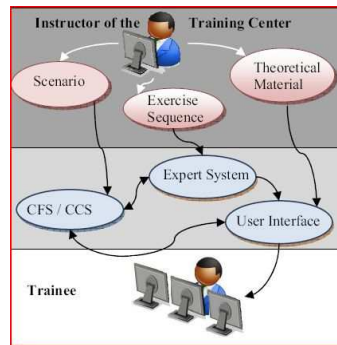 Instructor of the Training Center
Scenario
Theoretical
Material
Exercise
Sequence
Expert System
CFS / CCS
User Interface
Trainee